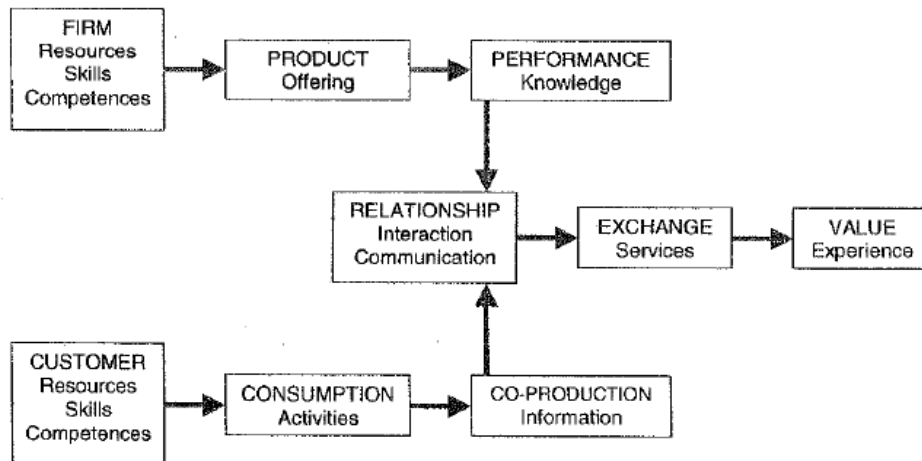 FIRM
Resources
Skills
Competences
PRODUCT
Offering
PERFORMANCE
Knowledge
RELATIONSHIP
Interaction
Communication
EXCHANGE
Services
VALUE
Experience
CUSTOMER
Resources
Skills
Competences
CONSUMPTION
Activities
CO-PRODUCTION
Information